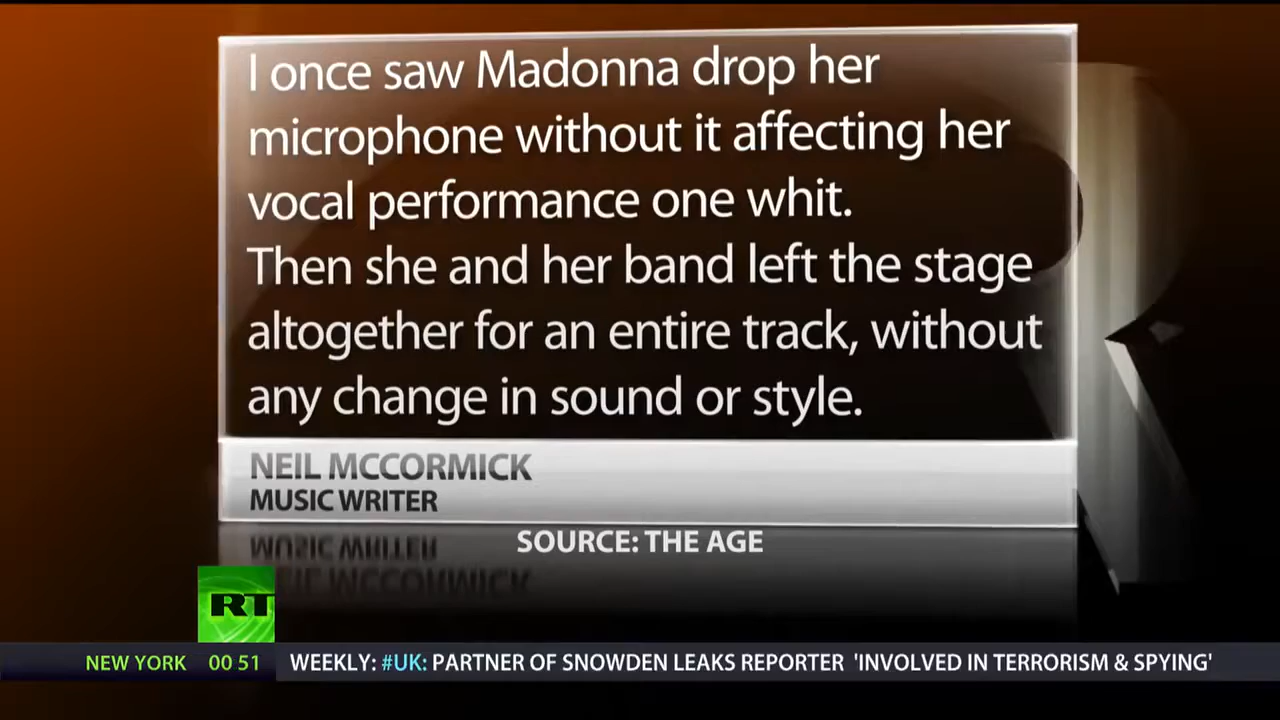 I once saw Madonna drop her
microphone without it affecting her
vocal performance one whit.
Then she and her band left the stage
altogether for an entire track, without
any change in sound or style.
NEIL MCCORMICK
MUSIC WRITER
SOURCE: THE AGE
RT
NEW YORK 00 51 WEEKLY: #UK: PARTNER OF SNOWDEN LEAKS REPORTER 'INVOLVED IN TERRORISM & SPYING'